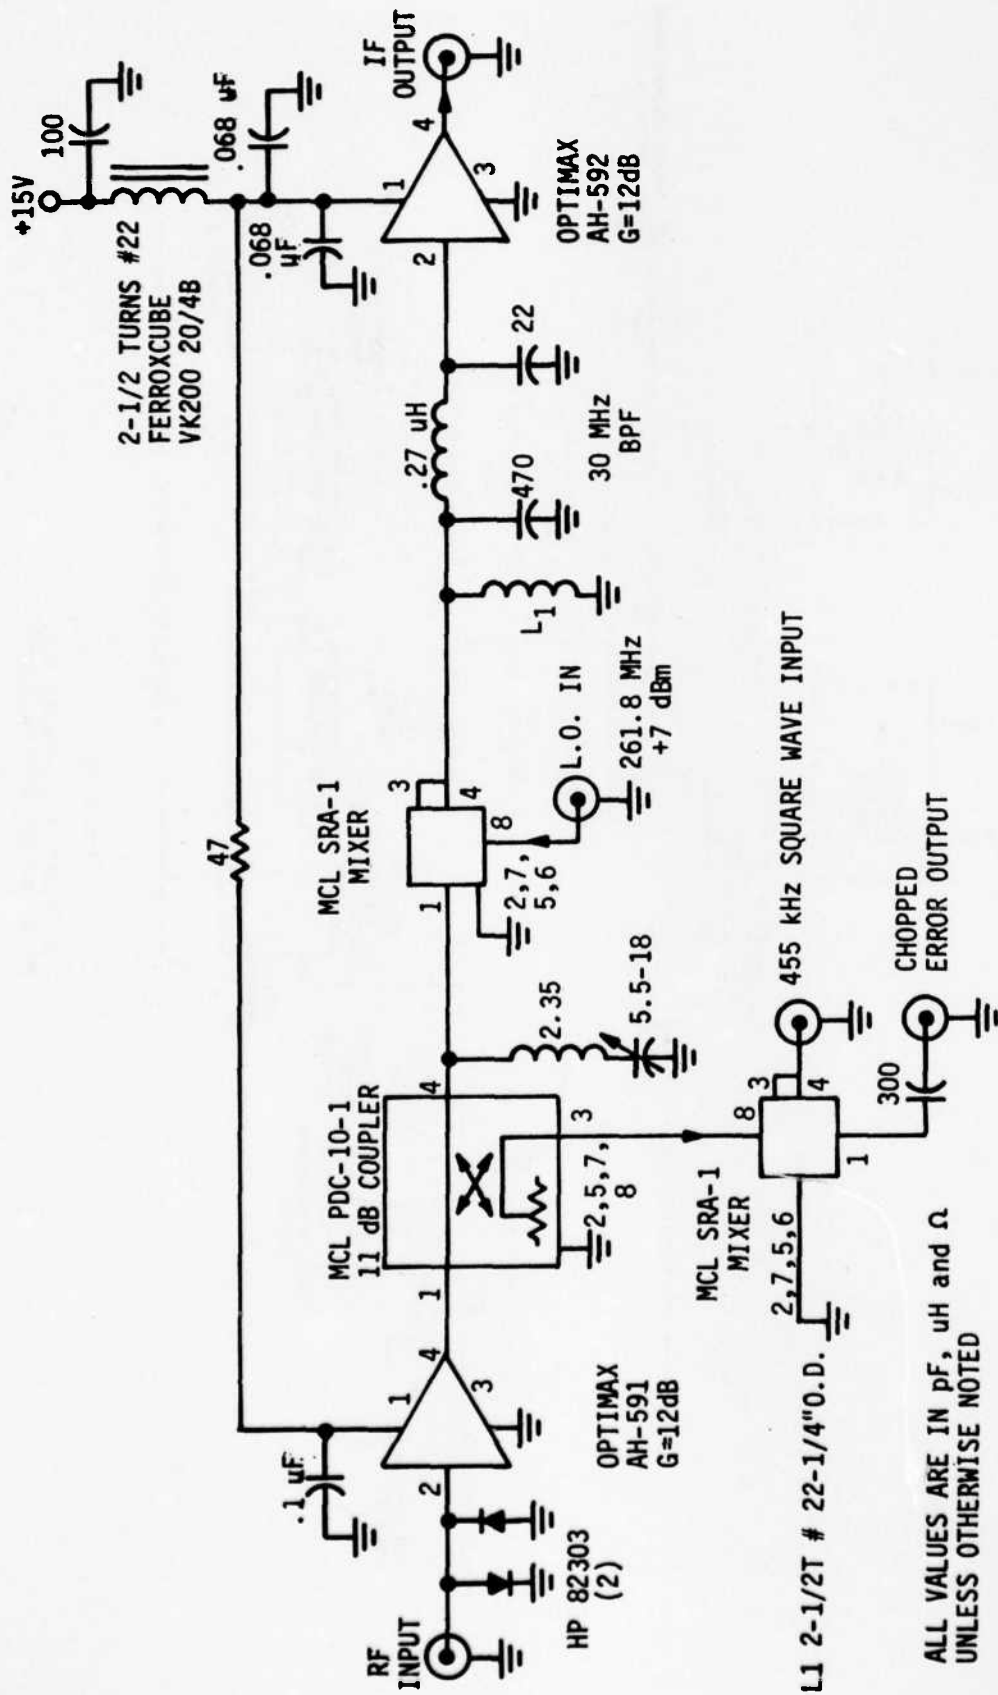 +15V
100
2-1/2 TURNS #22
FERROXCUBE
VK200 20/4B
.068 uF
.068
uF
47
.1 uF
RF
INPUT
HP 82303
(2)
2
1
4
3
OPTIMAX
AH-591
G=12dB
MCL PDC-10-1
11 dB COUPLER
1
4
3
2,5,7,
8
2.35
5.5-18
MCL SRA-1
MIXER
1
3
4
8
2,7,
5,6
L.O. IN
261.8 MHz
+7 dBm
L1
470
.27 uH
22
30 MHz
BPF
2
1
4
3
OPTIMAX
AH-592
G=12dB
IF
OUTPUT
MCL SRA-1
MIXER
2,7,5,6
8
3
4
1
455 kHz SQUARE WAVE INPUT
300
CHOPPED
ERROR OUTPUT
L1 2-1/2T # 22-1/4"O.D.
ALL VALUES ARE IN pF, uH and Ω
UNLESS OTHERWISE NOTED